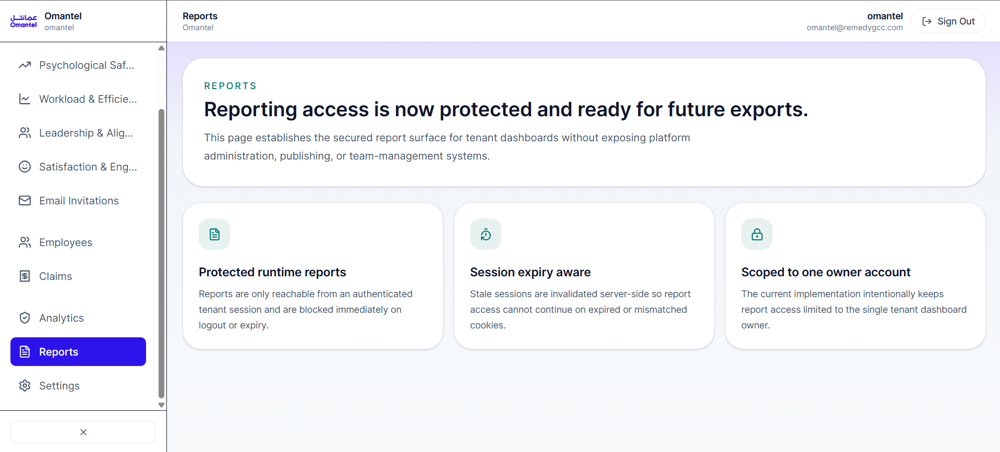 عمانتل
Omantel
Omantel
omantel
Psychological Saf...
Workload & Efficie...
Leadership & Alig...
Satisfaction & Eng...
Email Invitations
Employees
Claims
Analytics
Reports
Settings
Reports
Omantel
omantel
omantel@remedygcc.com
Sign Out
REPORTS
Reporting access is now protected and ready for future exports.
This page establishes the secured report surface for tenant dashboards without exposing platform
administration, publishing, or team-management systems.
Protected runtime reports
Reports are only reachable from an authenticated
tenant session and are blocked immediately on
logout or expiry.
Session expiry aware
Stale sessions are invalidated server-side so report
access cannot continue on expired or mismatched
cookies.
Scoped to one owner account
The current implementation intentionally keeps
report access limited to the single tenant dashboard
owner.